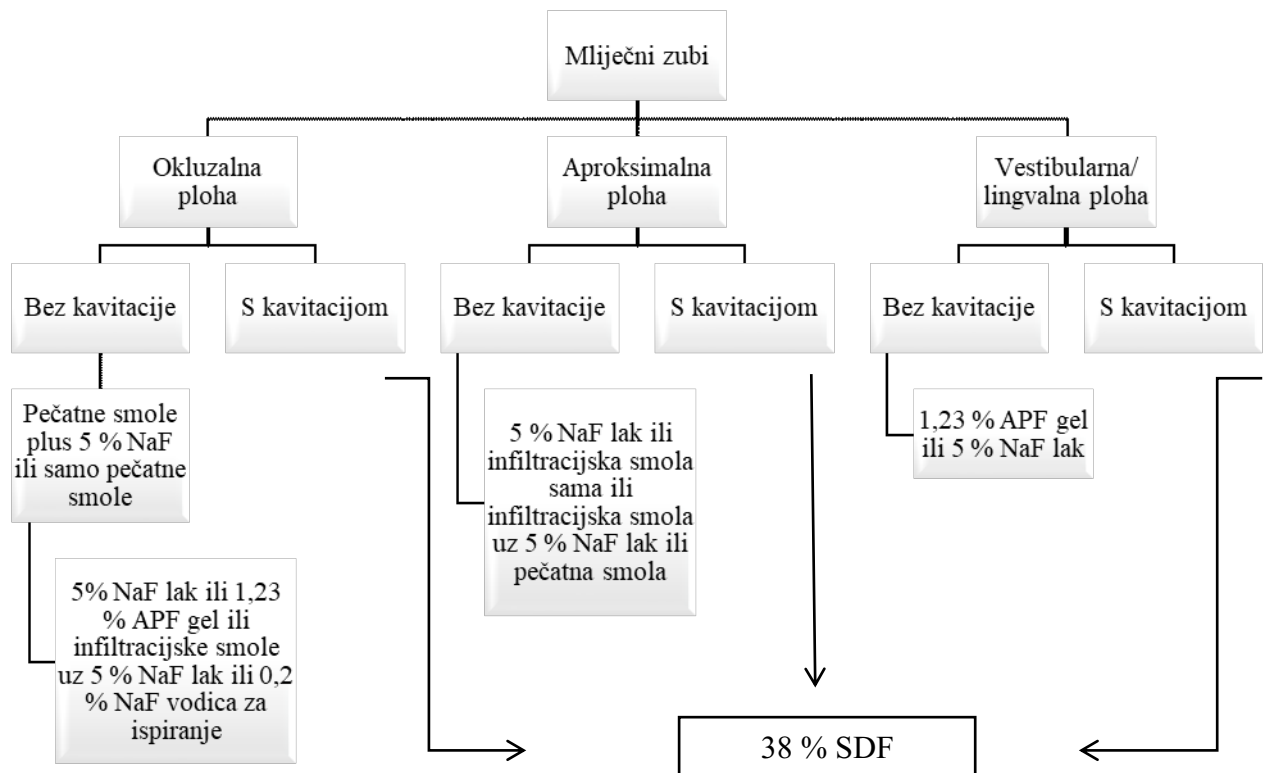 Mliječni zubi
Okluzalna
ploha
Aproksimalna
ploha
Vestibularna/
lingvalna ploha
Bez kavitacije
S kavitacijom
Bez kavitacije
S kavitacijom
Bez kavitacije
S kavitacijom
Pečatne smole
plus 5 % NaF
ili samo pečatne
smole
5 % NaF lak ili
infiltracijska smola
sama ili
infiltracijska smola
uz 5 % NaF lak ili
pečatna smola
1,23 % APF gel
ili 5 % NaF lak
5% NaF lak ili 1,23
% APF gel ili
infiltracijske smole
uz 5 % NaF lak ili 0,2
% NaF vodica za
ispiranje
38 % SDF